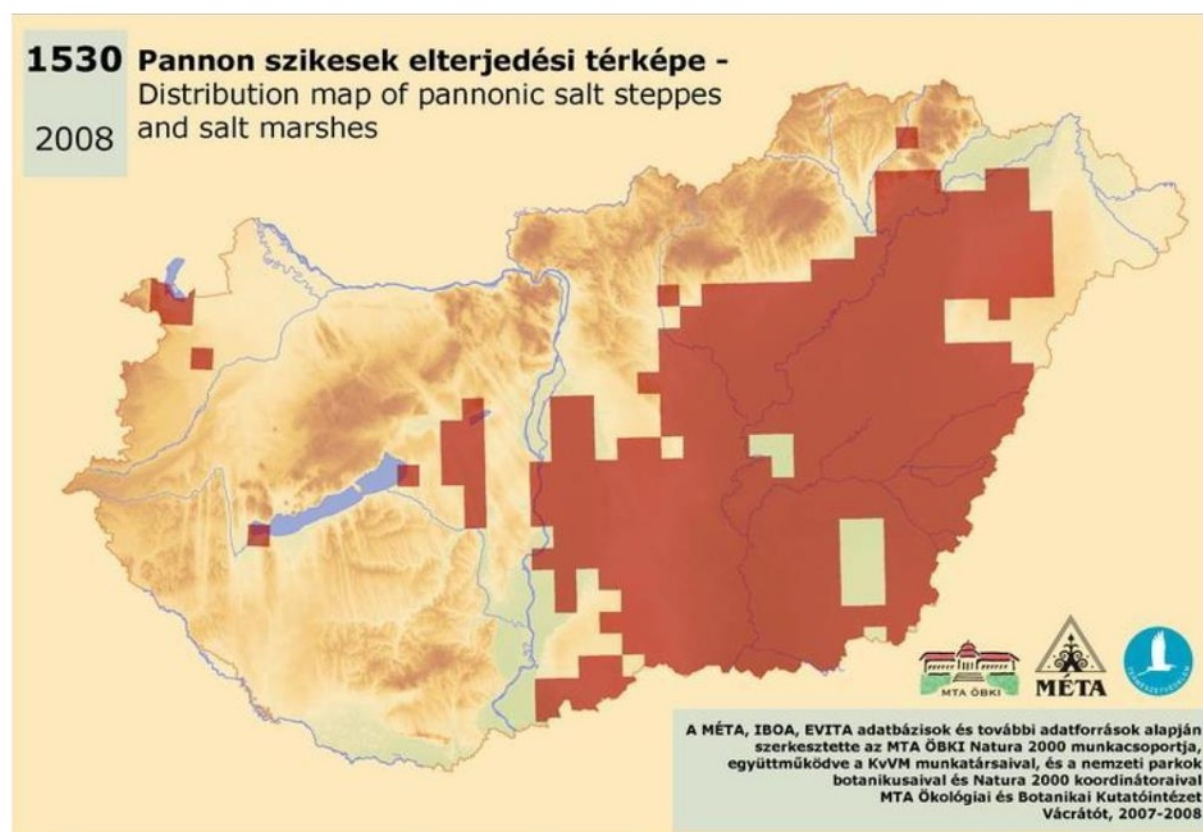 1530
2008
Pannon szikesek elterjedési térképe -
Distribution map of pannonic salt steppes
and salt marshes
MTA ÖBKI
MÉTA
TERMÉSZETVÉDELEM
A MÉTA, IBOA, EVITA adatbázisok és további adatforrások alapján
szerkesztette az MTA ÖBKI Natura 2000 munkacsoportja,
együttműködve a KvVM munkatársaival, és a nemzeti parkok
botanikusaival és Natura 2000 koordinátoraival
MTA Ökológiai és Botanikai Kutatóintézet
Vácrátót, 2007-2008